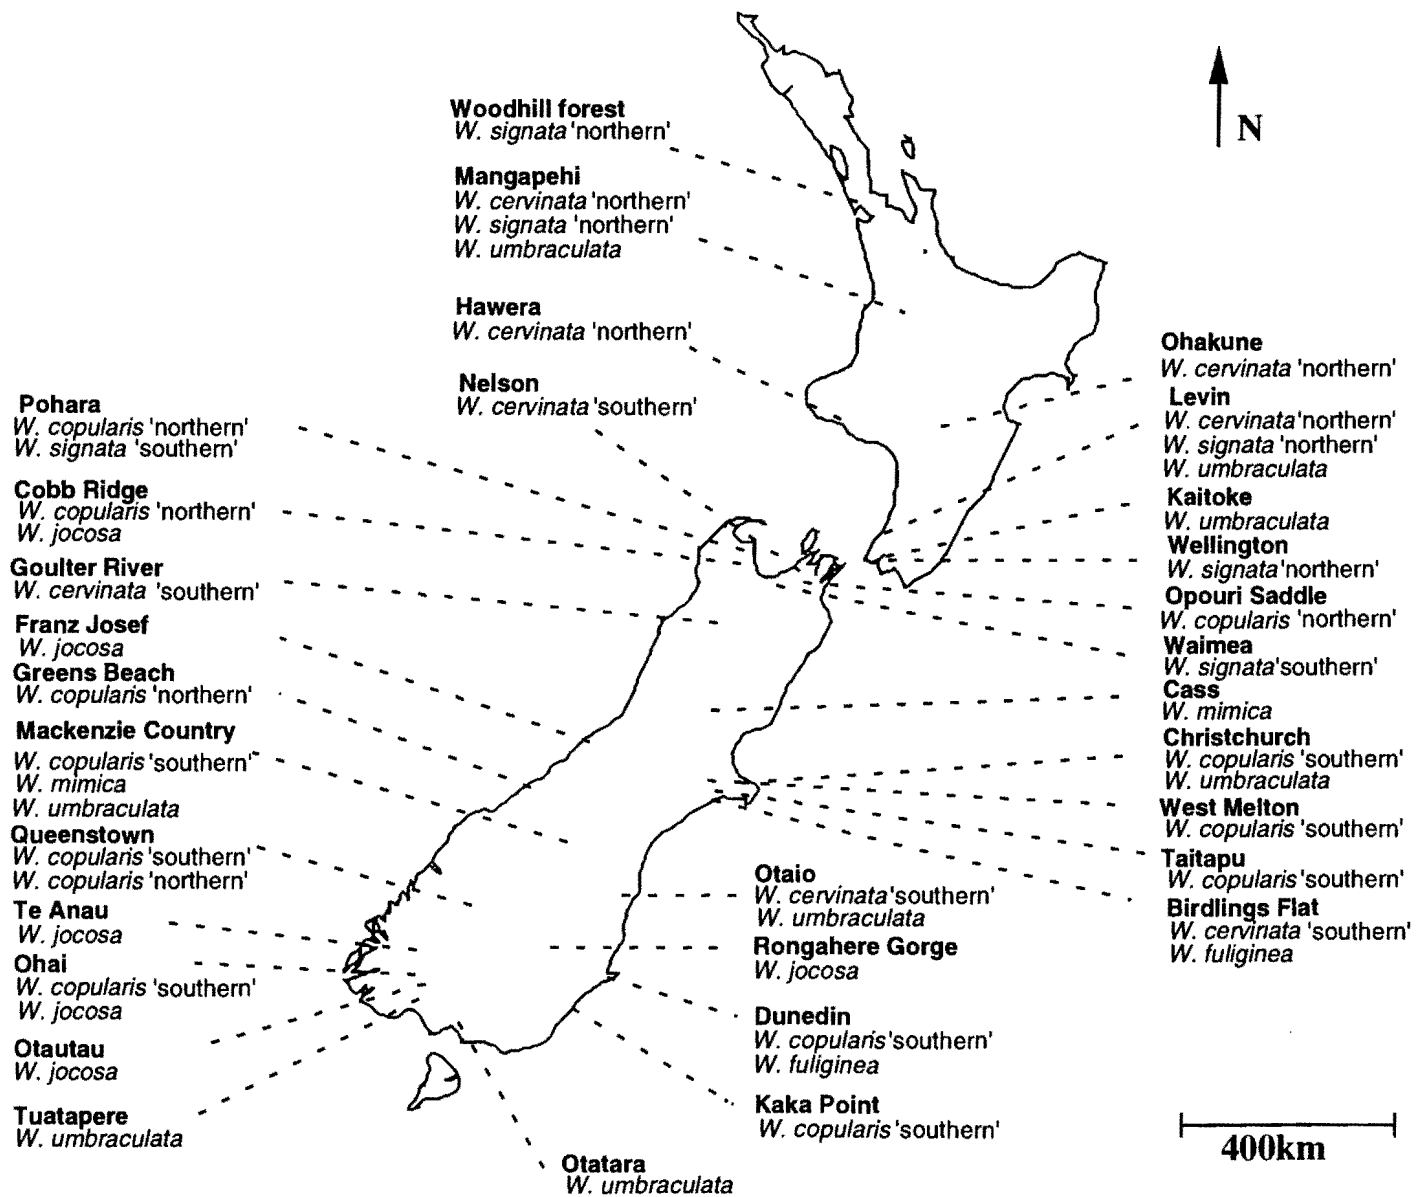 N
Woodhill forest
W. signata 'northern'
Mangapehi
W. cervinata 'northern'
W. signata 'northern'
W. umbraculata
Hawera
W. cervinata 'northern'
Nelson
W. cervinata 'southern'
Pohara
W. copularis 'northern'
W. signata 'southern'
Cobb Ridge
W. copularis 'northern'
W. jocosa
Goulter River
W. cervinata 'southern'
Franz Josef
W. jocosa
Greens Beach
W. copularis 'northern'
Mackenzie Country
W. copularis 'southern'
W. mimica
W. umbraculata
Queenstown
W. copularis 'southern'
W. copularis 'northern'
Te Anau
W. jocosa
Ohai
W. copularis 'southern'
W. jocosa
Otautau
W. jocosa
Tuatapere
W. umbraculata
Ohakune
W. cervinata 'northern'
Levin
W. cervinata 'northern'
W. signata 'northern'
W. umbraculata
Kaitoke
W. umbraculata
Wellington
W. signata 'northern'
Opouri Saddle
W. copularis 'northern'
Waimea
W. signata 'southern'
Cass
W. mimica
Christchurch
W. copularis 'southern'
W. umbraculata
West Melton
W. copularis 'southern'
Taitapu
W. copularis 'southern'
Birdlings Flat
W. cervinata 'southern'
W. fuliginea
Otaio
W. cervinata 'southern'
W. umbraculata
Rongahere Gorge
W. jocosa
Dunedin
W. copularis 'southern'
W. fuliginea
Kaka Point
W. copularis 'southern'
Otatara
W. umbraculata
400km